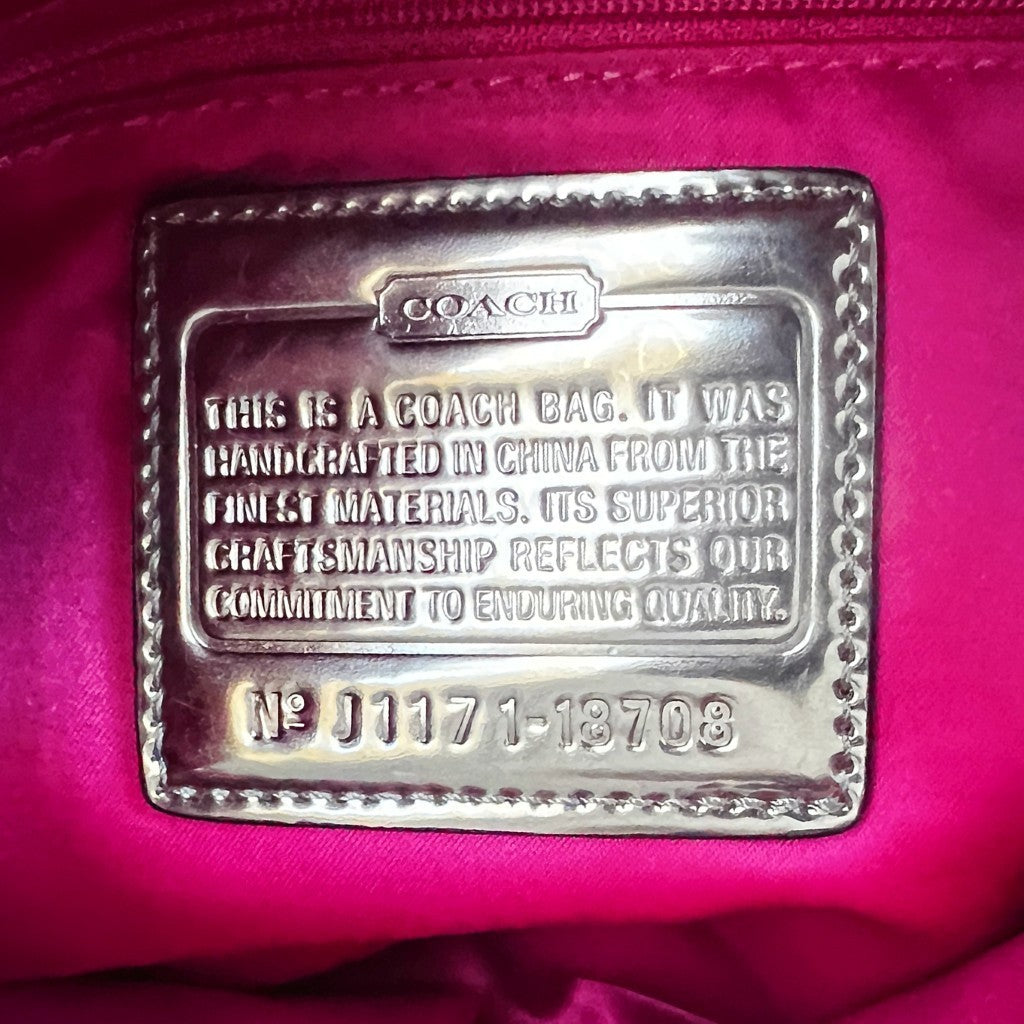 COACH
THIS IS A COACH BAG. IT WAS
HANDCRAFTED IN CHINA FROM THE
FINEST MATERIALS. ITS SUPERIOR
CRAFTSMANSHIP REFLECTS OUR
COMMITMENT TO ENDURING QUALITY.
Nº J1171-18708